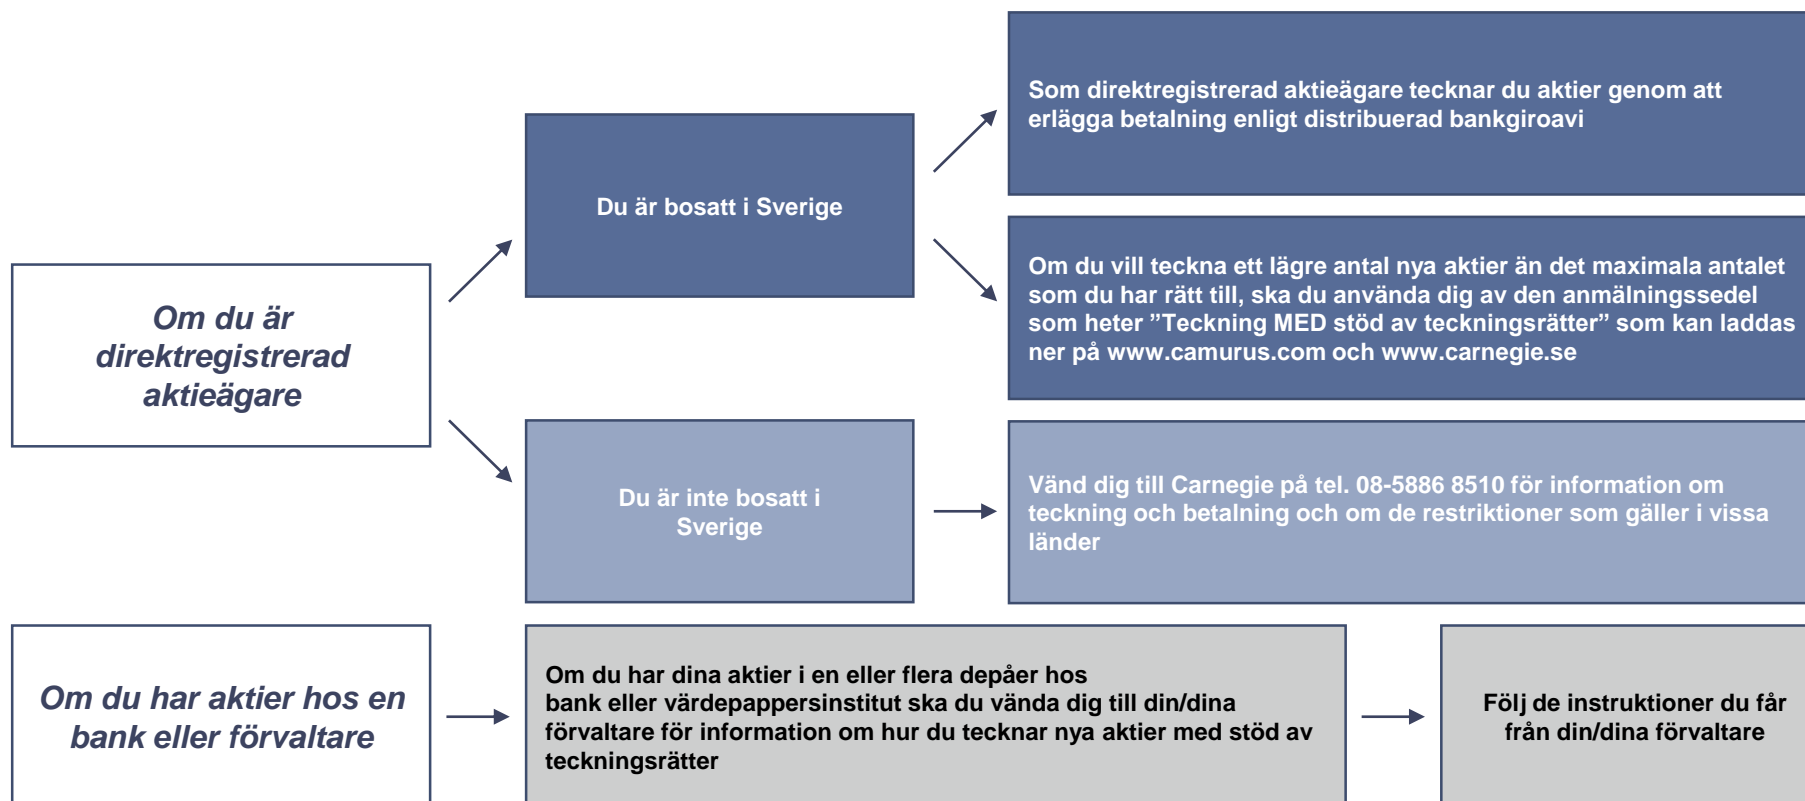 Om du är
direktregistrerad
aktieägare
Du är bosatt i Sverige
Som direktregistrerad aktieägare tecknar du aktier genom att
erlägga betalning enligt distribuerad bankgiroavi
Om du vill teckna ett lägre antal nya aktier än det maximala antalet
som du har rätt till, ska du använda dig av den anmälningssedel
som heter ”Teckning MED stöd av teckningsrätter” som kan laddas
ner på www.camurus.com och www.carnegie.se
Du är inte bosatt i
Sverige
Vänd dig till Carnegie på tel. 08-5886 8510 för information om
teckning och betalning och om de restriktioner som gäller i vissa
länder
Om du har aktier hos en
bank eller förvaltare
Om du har dina aktier i en eller flera depåer hos
bank eller värdepappersinstitut ska du vända dig till din/dina
förvaltare för information om hur du tecknar nya aktier med stöd av
teckningsrätter
Följ de instruktioner du får
från din/dina förvaltare